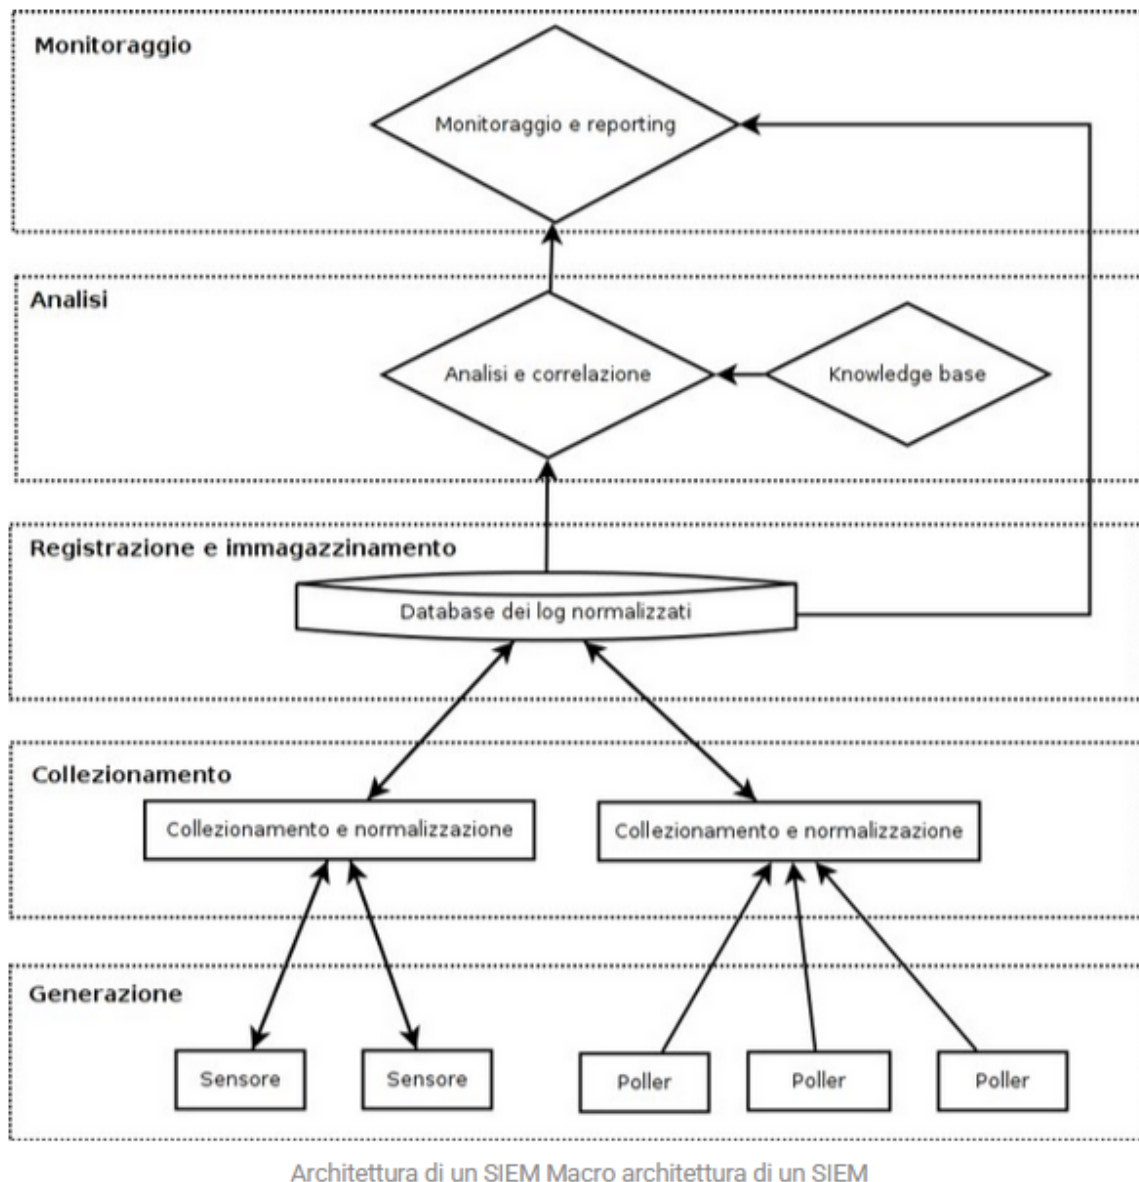 Monitoraggio
Monitoraggio e reporting
Analisi
Analisi e correlazione
Knowledge base
Registrazione e immagazzinamento
Database dei log normalizzati
Collezionamento
Collezionamento e normalizzazione
Collezionamento e normalizzazione
Generazione
Sensore
Sensore
Poller
Poller
Poller
Architettura di un SIEM Macro architettura di un SIEM